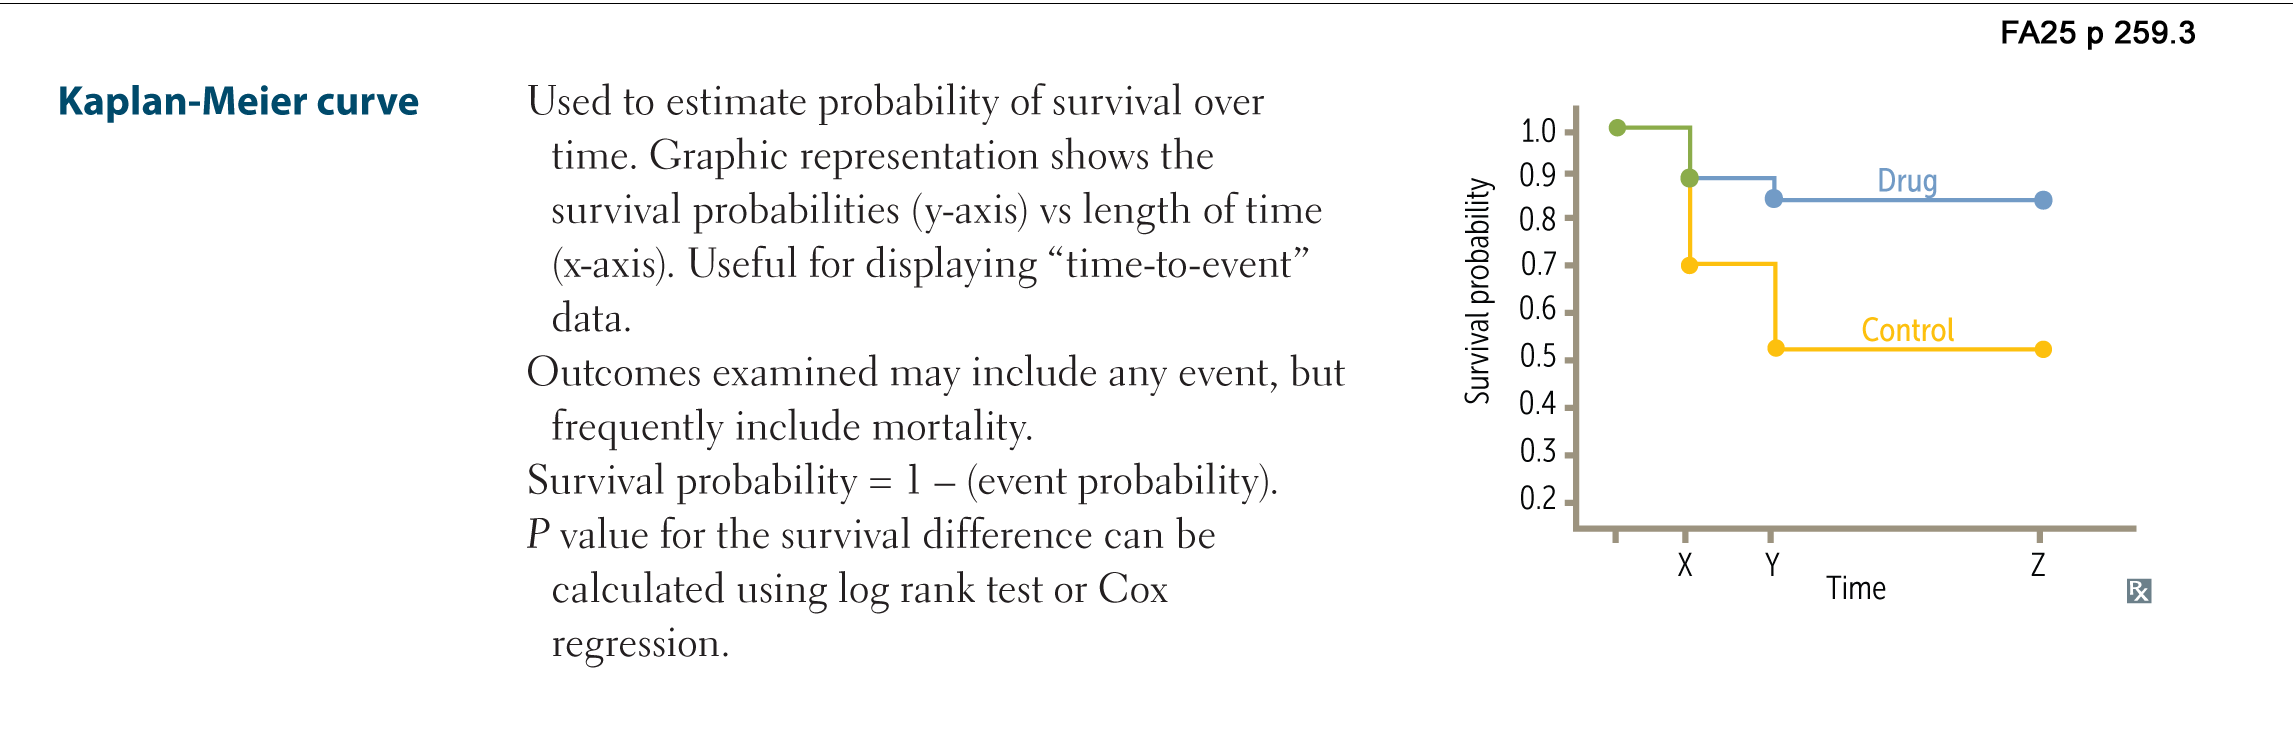 FA25 p 259.3
Kaplan-Meier curve
Used to estimate probability of survival over
time. Graphic representation shows the
survival probabilities (y-axis) vs length of time
(x-axis). Useful for displaying “time-to-event”
data.
Outcomes examined may include any event, but
frequently include mortality.
Survival probability = 1 – (event probability).
P value for the survival difference can be
calculated using log rank test or Cox
regression.
Survival probability
1.0
0.9
0.8
0.7
0.6
0.5
0.4
0.3
0.2
Drug
Control
X Y Z
Time
Rx